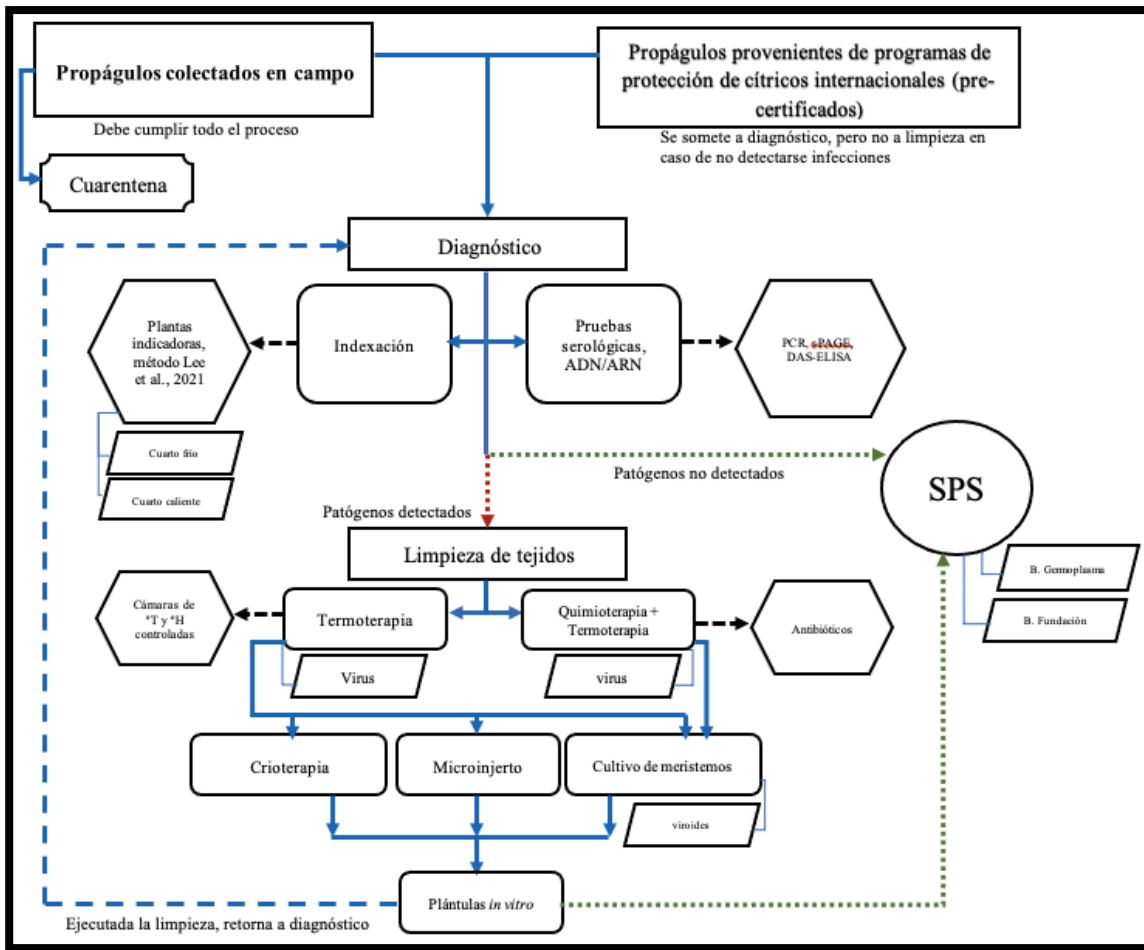 Propágulos colectados en campo
Propágulos provenientes de programas de
protección de cítricos internacionales (pre-
certificados)
Debe cumplir todo el proceso
Se somete a diagnóstico, pero no a limpieza en
caso de no detectarse infecciones
Cuarentena
Diagnóstico
Plantas
indicadoras,
método Lee
et al., 2021
Indexación
Pruebas
serológicas,
ADN/ARN
PCR, sPAGE,
DAS-ELISA
Cuarto frío
Cuarto caliente
Patógenos no detectados
SPS
Patógenos detectados
Limpieza de tejidos
B. Germoplasma
B. Fundación
Cámaras de
ºT y ºH
controladas
Termoterapia
Quimioterapia +
Termoterapia
Antibióticos
Virus
virus
Crioterapia
Microinjerto
Cultivo de meristemos
viroides
Plántulas in vitro
Ejecutada la limpieza, retorna a diagnóstico